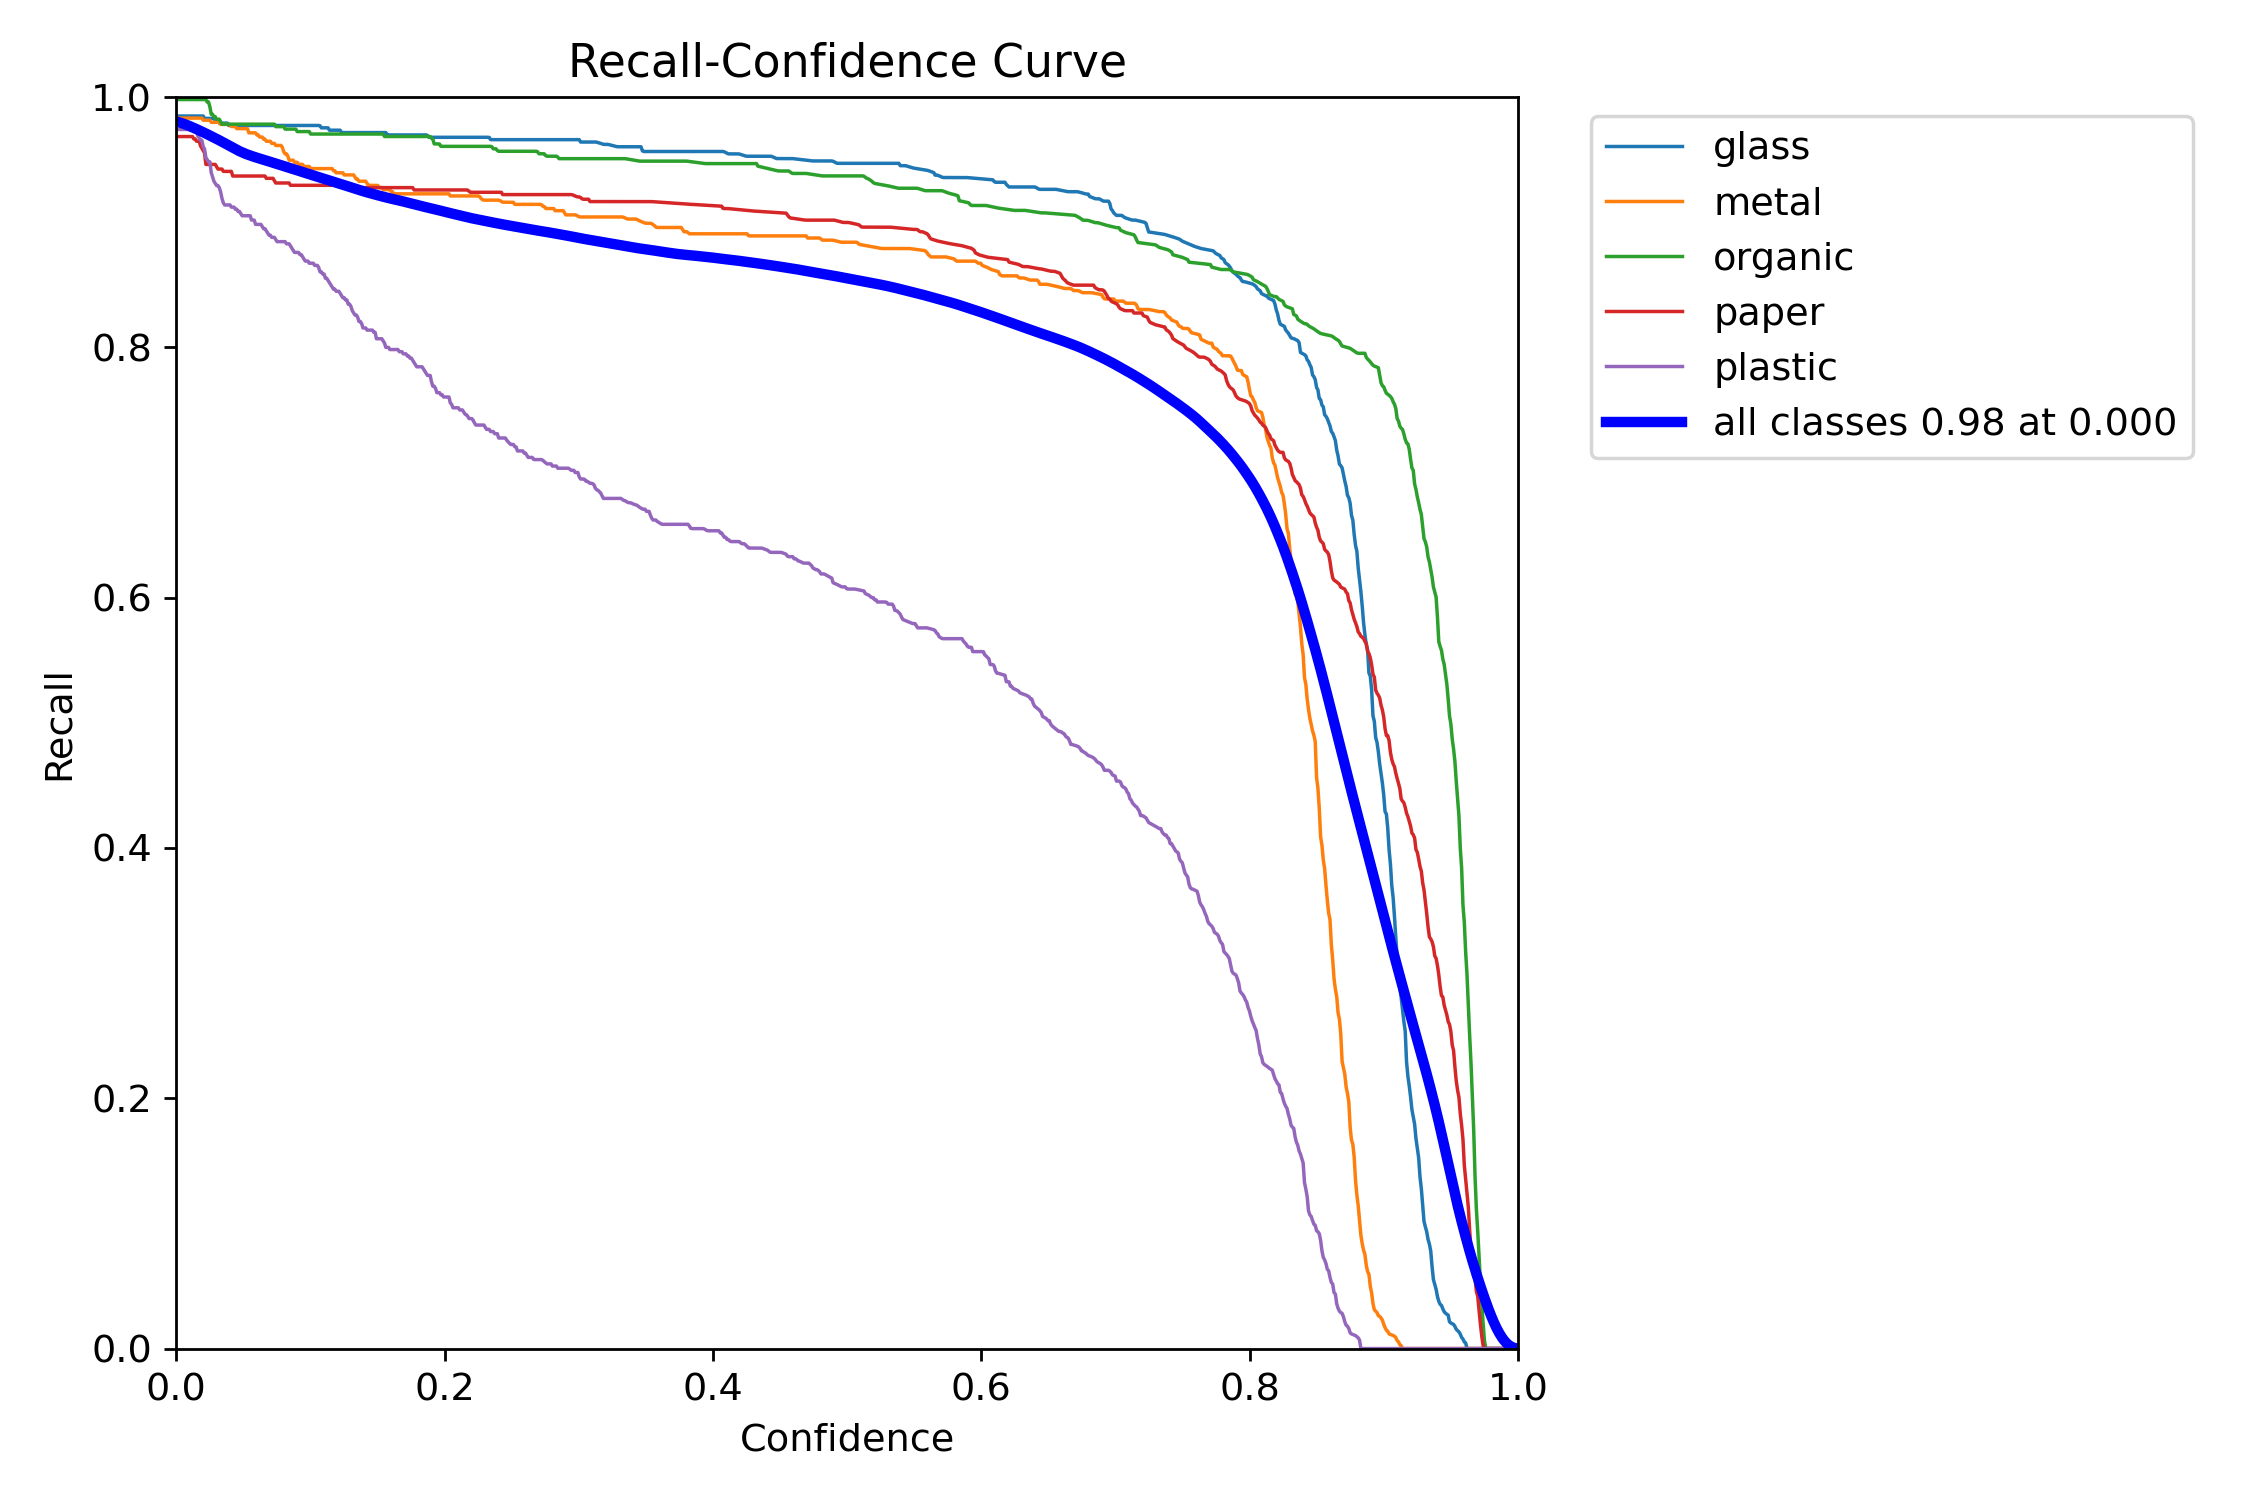 Recall-Confidence Curve
1.0
0.8
0.6
0.4
0.2
0.0
Recall
0.0 0.2 0.4 0.6 0.8 1.0
Confidence
glass
metal
organic
paper
plastic
all classes 0.98 at 0.000